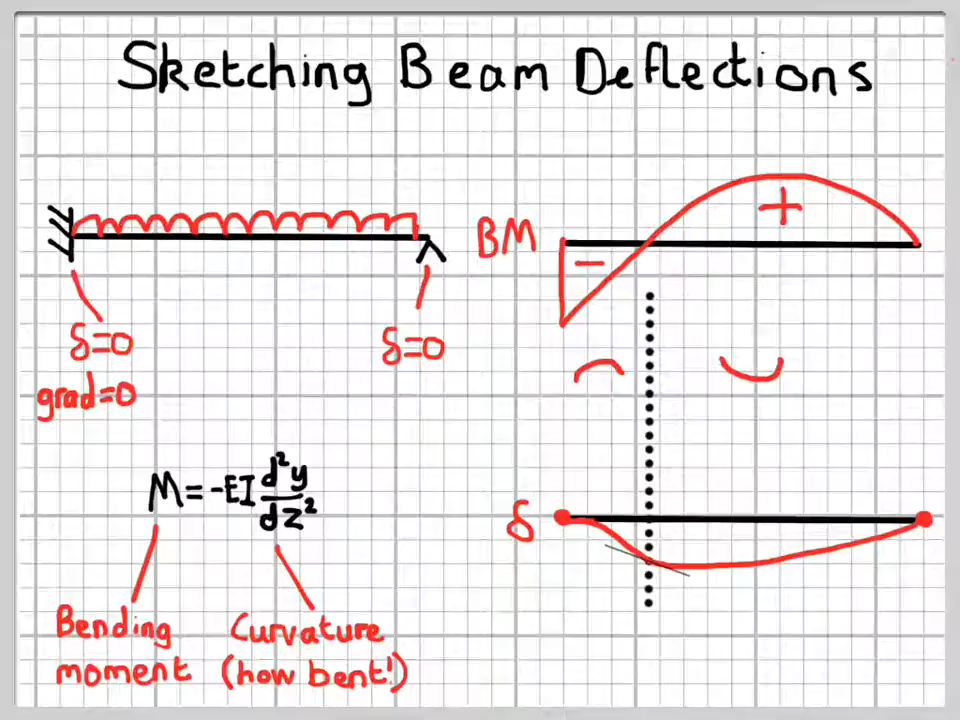 Sketching Beam Deflections
BM
+
−
δ=0
grad=0
δ=0
M=-EI d²y/dz²
δ
Bending
moment
Curvature
(how bent!)